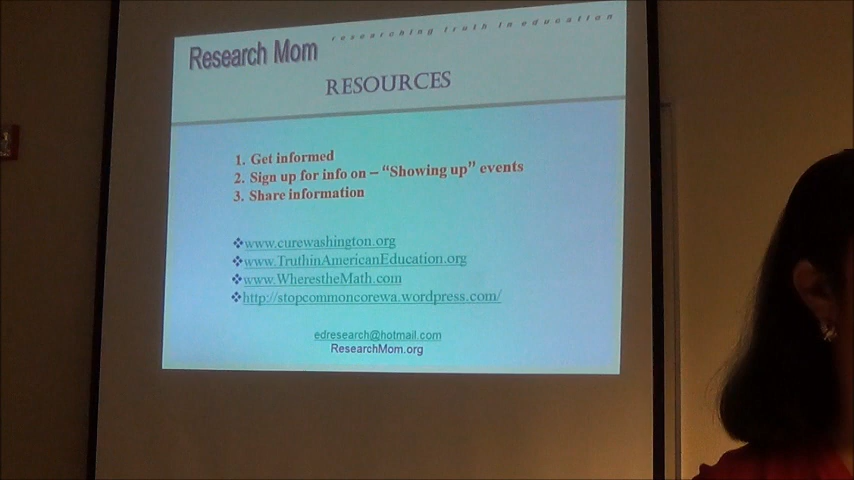 researching truth in education
Research Mom
RESOURCES
1. Get informed
2. Sign up for info on – “Showing up” events
3. Share information
❖www.curewashington.org
❖www.TruthinAmericanEducation.org
❖www.WherestheMath.com
❖http://stopcommoncorewa.wordpress.com/
edresearch@hotmail.com
ResearchMom.org